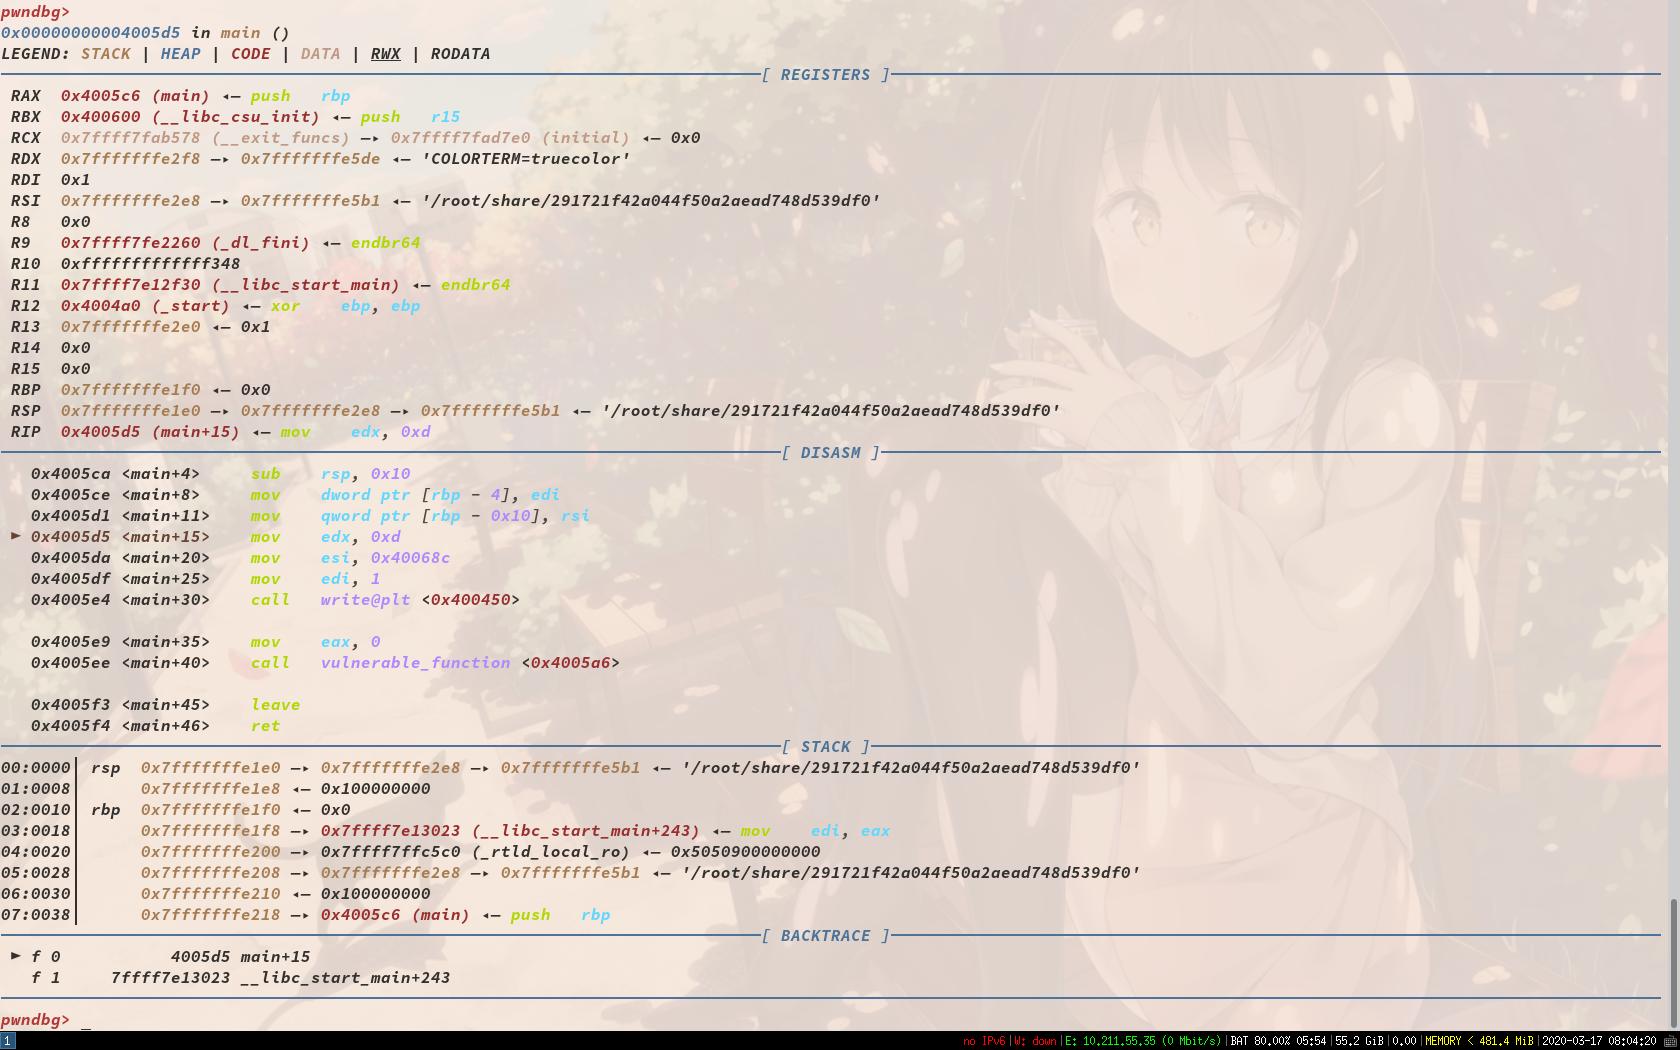 pwndbg>
0x00000000004005d5 in main ()
LEGEND: STACK | HEAP | CODE | DATA | RWX | RODATA
[ REGISTERS ]
RAX  0x4005c6 (main) ◂— push   rbp
RBX  0x400600 (__libc_csu_init) ◂— push   r15
RCX  0x7ffff7fab578 (__exit_funcs) —▸ 0x7ffff7fad7e0 (initial) ◂— 0x0
RDX  0x7fffffffe2f8 —▸ 0x7fffffffe5de ◂— 'COLORTERM=truecolor'
RDI  0x1
RSI  0x7fffffffe2e8 —▸ 0x7fffffffe5b1 ◂— '/root/share/291721f42a044f50a2aead748d539df0'
R8   0x0
R9   0x7ffff7fe2260 (_dl_fini) ◂— endbr64
R10  0xfffffffffffff348
R11  0x7ffff7e12f30 (__libc_start_main) ◂— endbr64
R12  0x4004a0 (_start) ◂— xor    ebp, ebp
R13  0x7fffffffe2e0 ◂— 0x1
R14  0x0
R15  0x0
RBP  0x7fffffffe1f0 ◂— 0x0
RSP  0x7fffffffe1e0 —▸ 0x7fffffffe2e8 —▸ 0x7fffffffe5b1 ◂— '/root/share/291721f42a044f50a2aead748d539df0'
RIP  0x4005d5 (main+15) ◂— mov    edx, 0xd
[ DISASM ]
0x4005ca <main+4>     sub    rsp, 0x10
0x4005ce <main+8>     mov    dword ptr [rbp - 4], edi
0x4005d1 <main+11>    mov    qword ptr [rbp - 0x10], rsi
► 0x4005d5 <main+15>    mov    edx, 0xd
0x4005da <main+20>    mov    esi, 0x40068c
0x4005df <main+25>    mov    edi, 1
0x4005e4 <main+30>    call   write@plt <0x400450>
0x4005e9 <main+35>    mov    eax, 0
0x4005ee <main+40>    call   vulnerable_function <0x4005a6>
0x4005f3 <main+45>    leave
0x4005f4 <main+46>    ret
[ STACK ]
00:0000│ rsp  0x7fffffffe1e0 —▸ 0x7fffffffe2e8 —▸ 0x7fffffffe5b1 ◂— '/root/share/291721f42a044f50a2aead748d539df0'
01:0008│      0x7fffffffe1e8 ◂— 0x100000000
02:0010│ rbp  0x7fffffffe1f0 ◂— 0x0
03:0018│      0x7fffffffe1f8 —▸ 0x7ffff7e13023 (__libc_start_main+243) ◂— mov    edi, eax
04:0020│      0x7fffffffe200 —▸ 0x7ffff7ffc5c0 (_rtld_local_ro) ◂— 0x5050900000000
05:0028│      0x7fffffffe208 —▸ 0x7fffffffe2e8 —▸ 0x7fffffffe5b1 ◂— '/root/share/291721f42a044f50a2aead748d539df0'
06:0030│      0x7fffffffe210 ◂— 0x100000000
07:0038│      0x7fffffffe218 —▸ 0x4005c6 (main) ◂— push   rbp
[ BACKTRACE ]
► f 0           4005d5 main+15
f 1     7ffff7e13023 __libc_start_main+243
pwndbg> _
1 no IPv6|W: down|E: 10.211.55.35 (0 Mbit/s)|BAT 80.00% 05:54|55.2 GiB|0.00|MEMORY < 481.4 MiB|2020-03-17 08:04:20